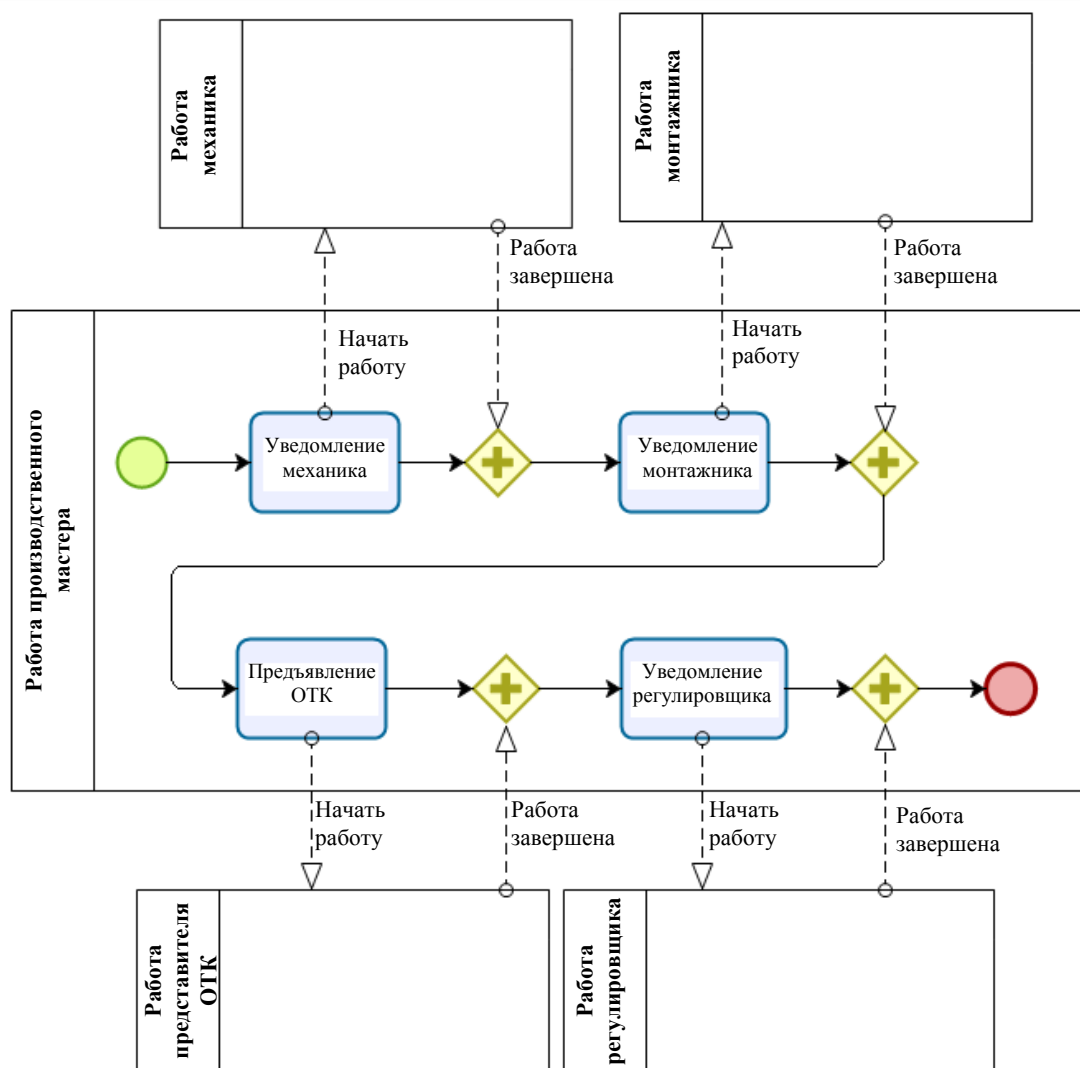 Работа
механика
Работа
монтажника
Работа
завершена
Работа
завершена
Начать
работу
Начать
работу
Работа производственного
мастера
Уведомление
механика
Уведомление
монтажника
Предъявление
ОТК
Уведомление
регулировщика
Начать
работу
Работа
завершена
Начать
работу
Работа
завершена
Работа
представителя
ОТК
Работа
регулировщика